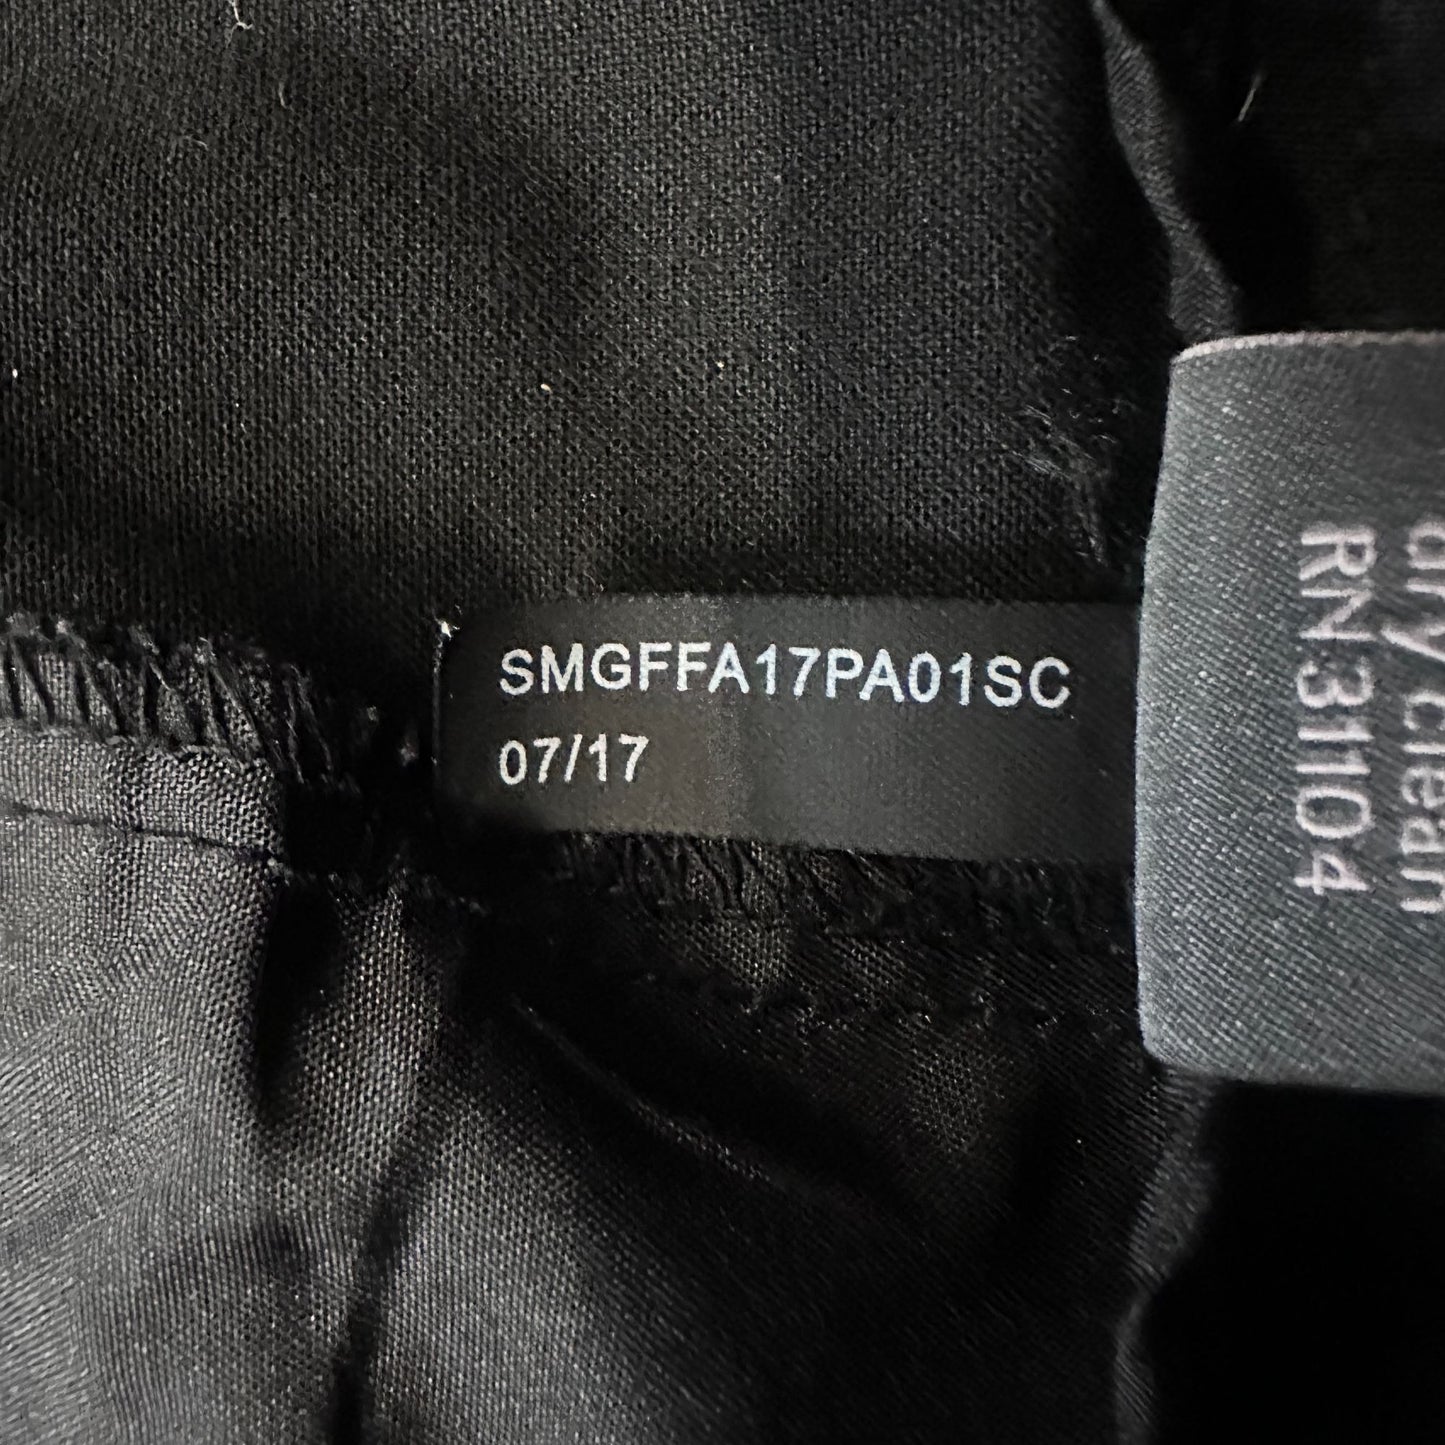 SMGFFA17PA01SC
07/17
dry clean
RN 31104